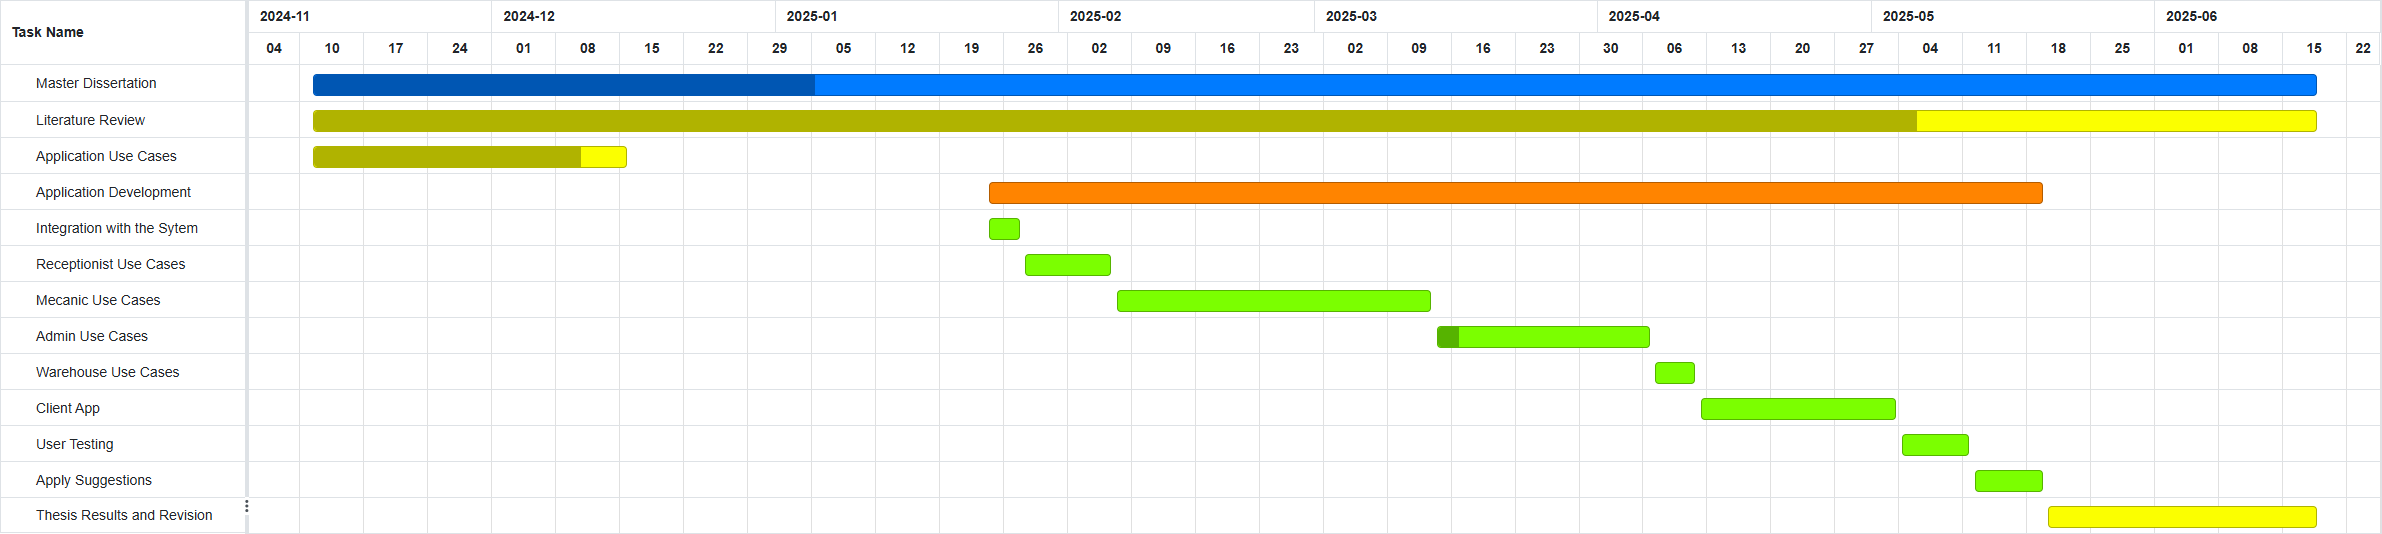 Task Name
2024-11 2024-12 2025-01 2025-02 2025-03 2025-04 2025-05 2025-06
04 10 17 24 01 08 15 22 29 05 12 19 26 02 09 16 23 02 09 16 23 30 06 13 20 27 04 11 18 25 01 08 15 22
Master Dissertation
Literature Review
Application Use Cases
Application Development
Integration with the Sytem
Receptionist Use Cases
Mecanic Use Cases
Admin Use Cases
Warehouse Use Cases
Client App
User Testing
Apply Suggestions
Thesis Results and Revision